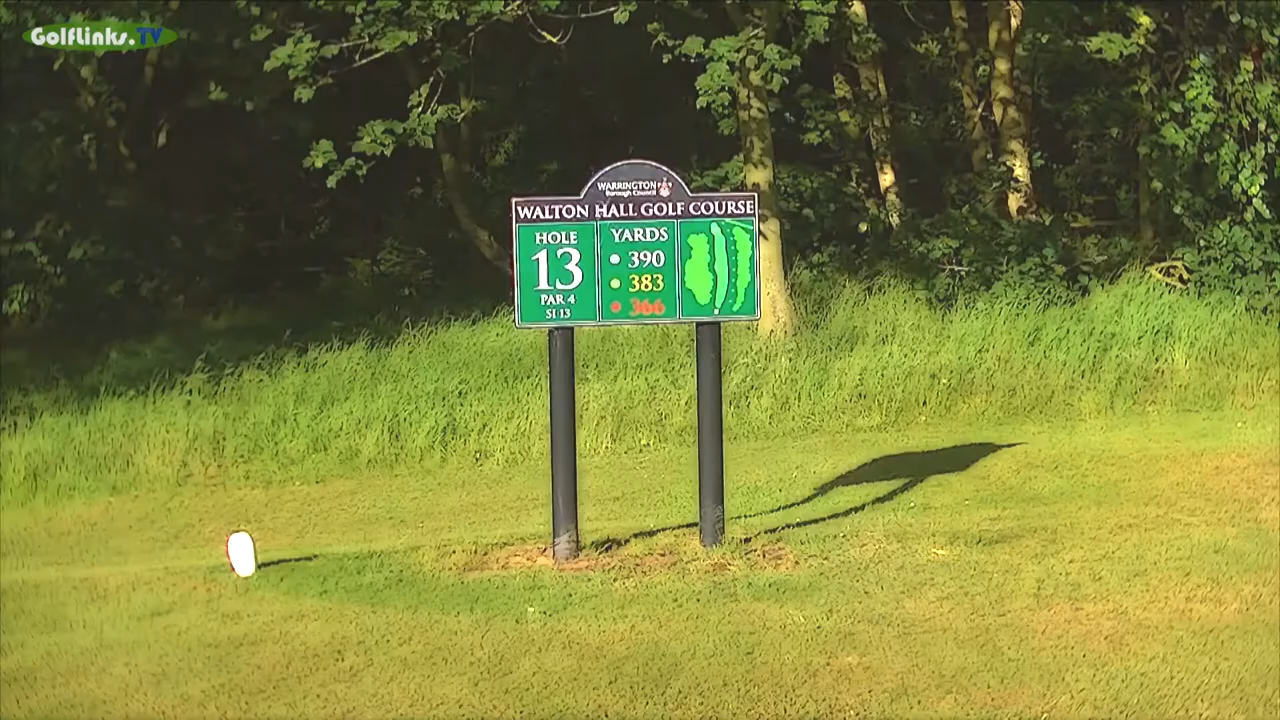 GolfLinks.TV
WARRINGTON
Borough Council
WALTON HALL GOLF COURSE
HOLE
13
PAR 4
SI 13
YARDS
390
383
366